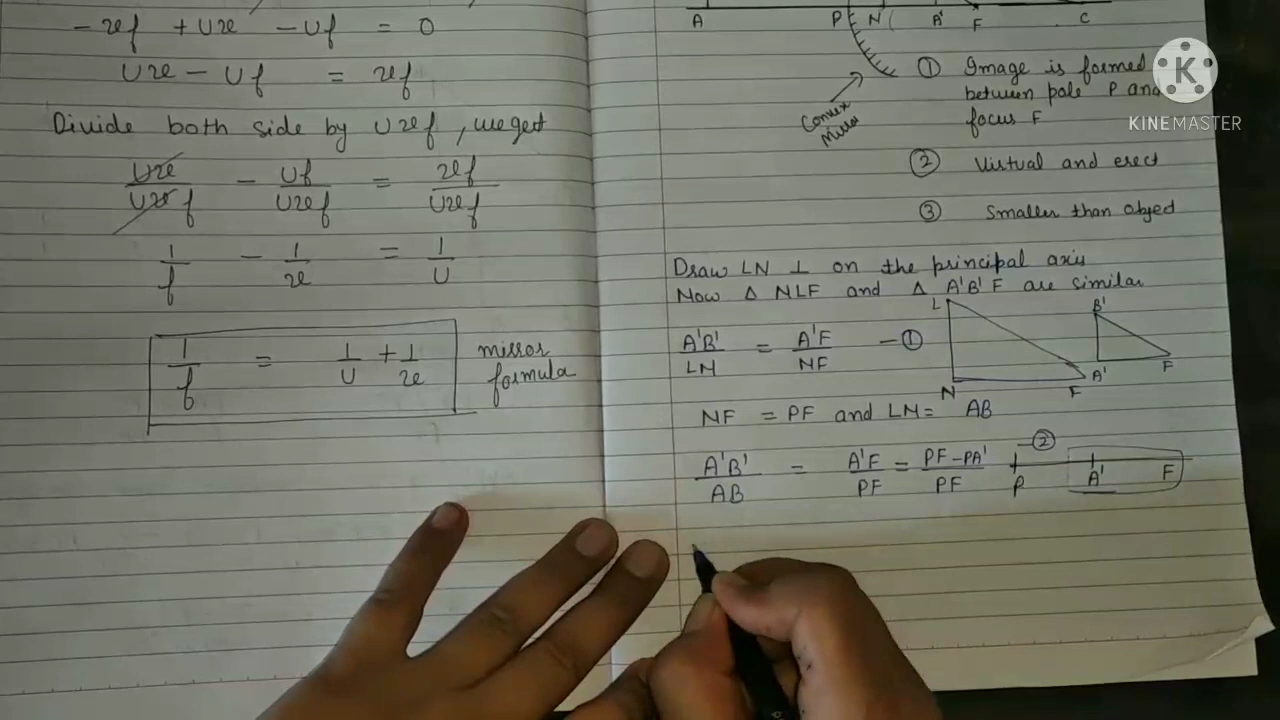 - vf + uv - uf = 0
uv - uf = vf
Divide both side by uvf, we get
uv/uvf - uf/uvf = vf/uvf
1/f - 1/v = 1/u
1/f = 1/u + 1/v mirror formula
A P N A' F C
Convex Mirror
① Image is formed
between pole P and
focus F
② Virtual and erect
③ Smaller than object
KINEMASTER
Draw LN ⊥ on the principal axis
Now Δ NLF and Δ A'B'F are similar
A'B'/LN = A'F/NF - ①
L N F
B' A' F
NF = PF and LN = AB
A'B'/AB = A'F/PF = PF - PA'/PF - ②
P A' F